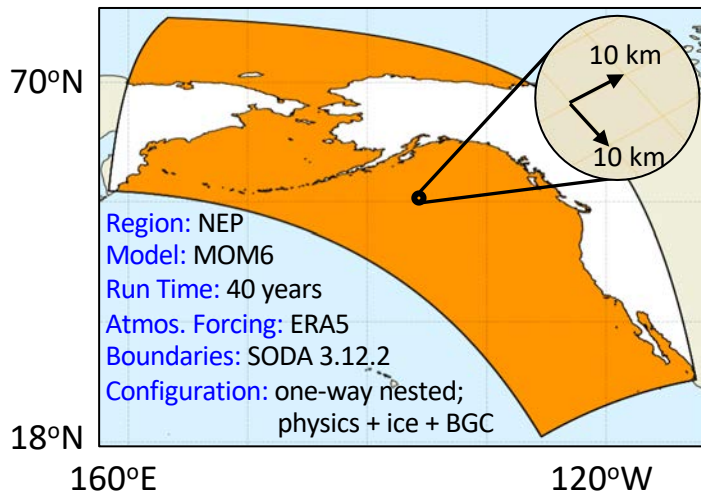 10 km
70°N
10 km
Region: NEP
Model: MOM6
Run Time: 40 years
Atmos. Forcing: ERA5
Boundaries: SODA 3.12.2
Configuration: one-way nested;
physics + ice + BGC
18°N
160°E
120°W